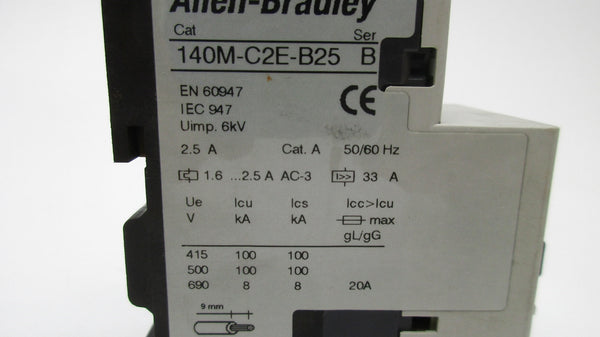 Allen-Bradley
Cat Ser
140M-C2E-B25 B
EN 60947
IEC 947
Uimp. 6kV
CE
2.5 A Cat. A 50/60 Hz
1.6 ...2.5 A AC-3 I>> 33 A
Ue Icu Ics Icc>Icu
V kA kA max
gL/gG
415 100 100
500 100 100
690 8 8 20A
9 mm